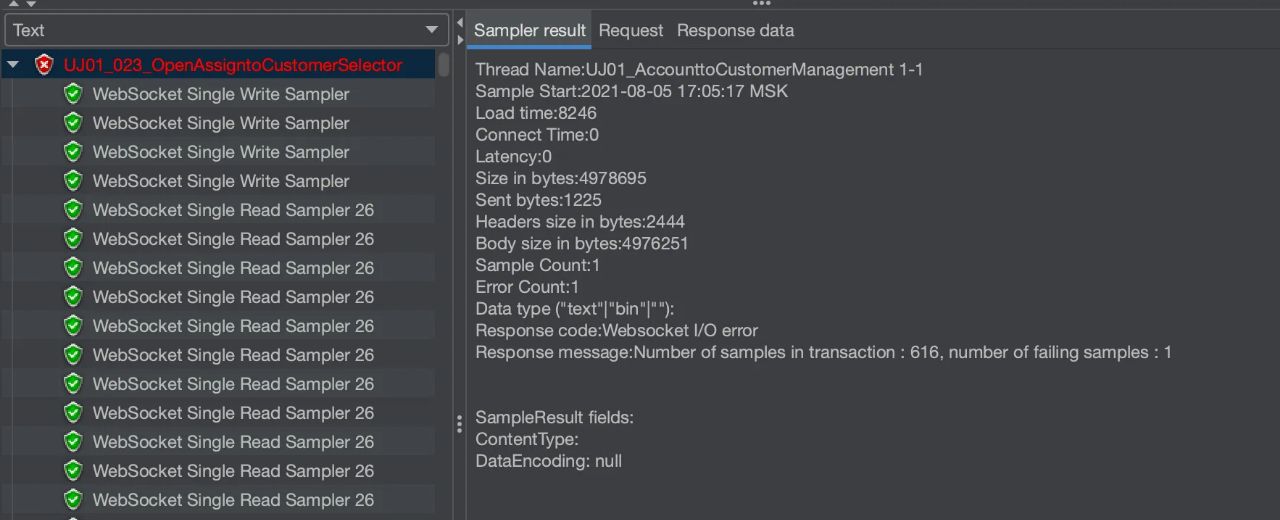 Text
UJ01_023_OpenAssigntoCustomerSelector
WebSocket Single Write Sampler
WebSocket Single Write Sampler
WebSocket Single Write Sampler
WebSocket Single Write Sampler
WebSocket Single Read Sampler 26
WebSocket Single Read Sampler 26
WebSocket Single Read Sampler 26
WebSocket Single Read Sampler 26
WebSocket Single Read Sampler 26
WebSocket Single Read Sampler 26
WebSocket Single Read Sampler 26
WebSocket Single Read Sampler 26
WebSocket Single Read Sampler 26
WebSocket Single Read Sampler 26
WebSocket Single Read Sampler 26
Sampler result Request Response data
Thread Name:UJ01_AccounttoCustomerManagement 1-1
Sample Start:2021-08-05 17:05:17 MSK
Load time:8246
Connect Time:0
Latency:0
Size in bytes:4978695
Sent bytes:1225
Headers size in bytes:2444
Body size in bytes:4976251
Sample Count:1
Error Count:1
Data type ("text"|"bin"|""):
Response code:Websocket I/O error
Response message:Number of samples in transaction : 616, number of failing samples : 1
SampleResult fields:
ContentType:
DataEncoding: null